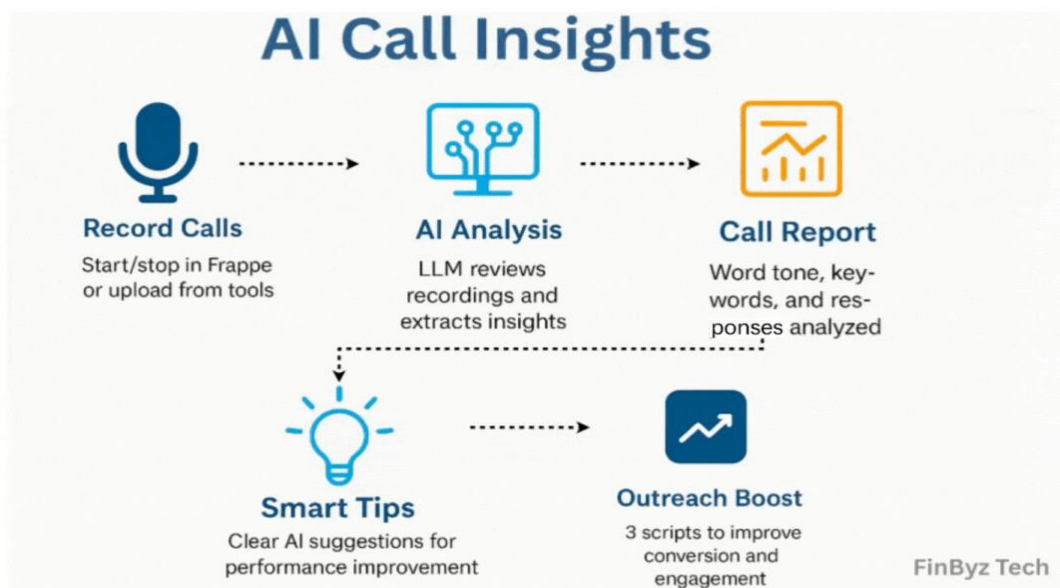 AI Call Insights
Record Calls
Start/stop in Frappe
or upload from tools
AI Analysis
LLM reviews
recordings and
extracts insights
Call Report
Word tone, key-
words, and res-
ponses analyzed
Smart Tips
Clear AI suggestions for
performance improvement
Outreach Boost
3 scripts to improve
conversion and
engagement
FinByz Tech